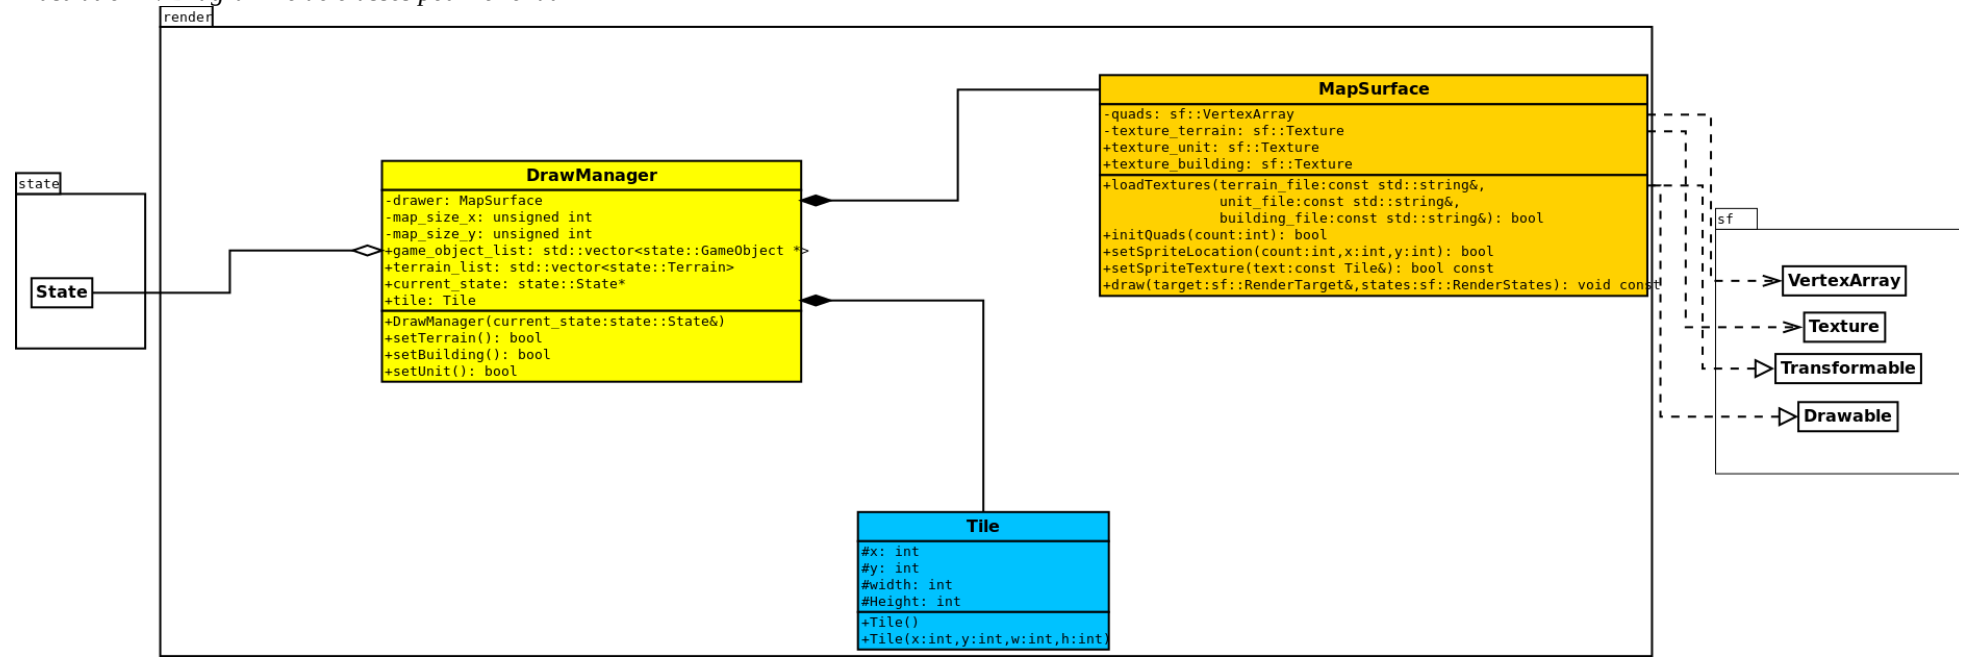 render
MapSurface
-quads: sf::VertexArray
-texture_terrain: sf::Texture
+texture_unit: sf::Texture
+texture_building: sf::Texture
+loadTextures(terrain_file:const std::string&,
unit_file:const std::string&,
building_file:const std::string&): bool
+initQuads(count:int): bool
+setSpriteLocation(count:int,x:int,y:int): bool
+setSpriteTexture(text:const Tile&): bool const
+draw(target:sf::RenderTarget&,states:sf::RenderStates): void const
state
State
DrawManager
-drawer: MapSurface
-map_size_x: unsigned int
-map_size_y: unsigned int
+game_object_list: std::vector<state::GameObject *>
+terrain_list: std::vector<state::Terrain>
+current_state: state::State*
+tile: Tile
+DrawManager(current_state:state::State&)
+setTerrain(): bool
+setBuilding(): bool
+setUnit(): bool
sf
VertexArray
Texture
Transformable
Drawable
Tile
#x: int
#y: int
#width: int
#Height: int
+Tile()
+Tile(x:int,y:int,w:int,h:int)